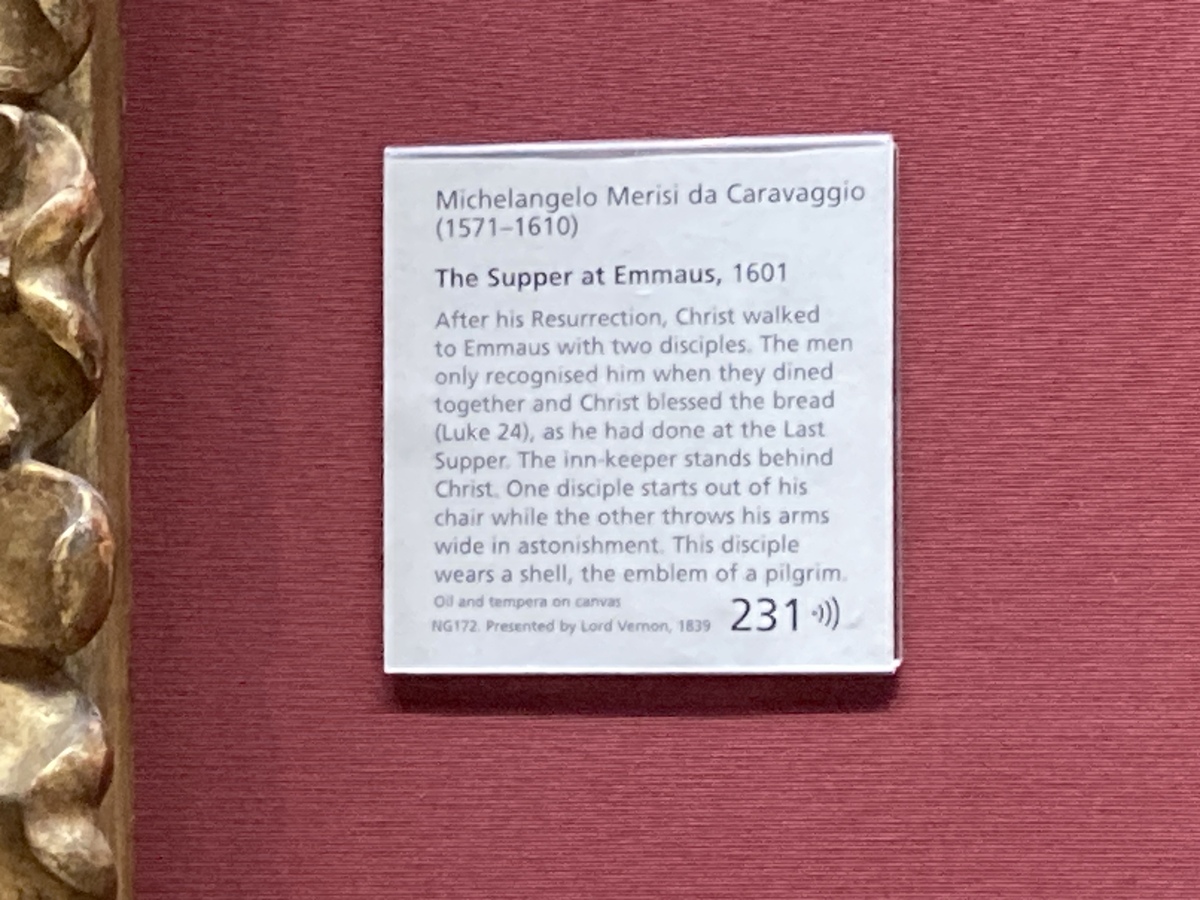 Michelangelo Merisi da Caravaggio
(1571–1610)
The Supper at Emmaus, 1601
After his Resurrection, Christ walked
to Emmaus with two disciples. The men
only recognised him when they dined
together and Christ blessed the bread
(Luke 24), as he had done at the Last
Supper. The inn-keeper stands behind
Christ. One disciple starts out of his
chair while the other throws his arms
wide in astonishment. This disciple
wears a shell, the emblem of a pilgrim.
Oil and tempera on canvas
NG172. Presented by Lord Vernon, 1839 231